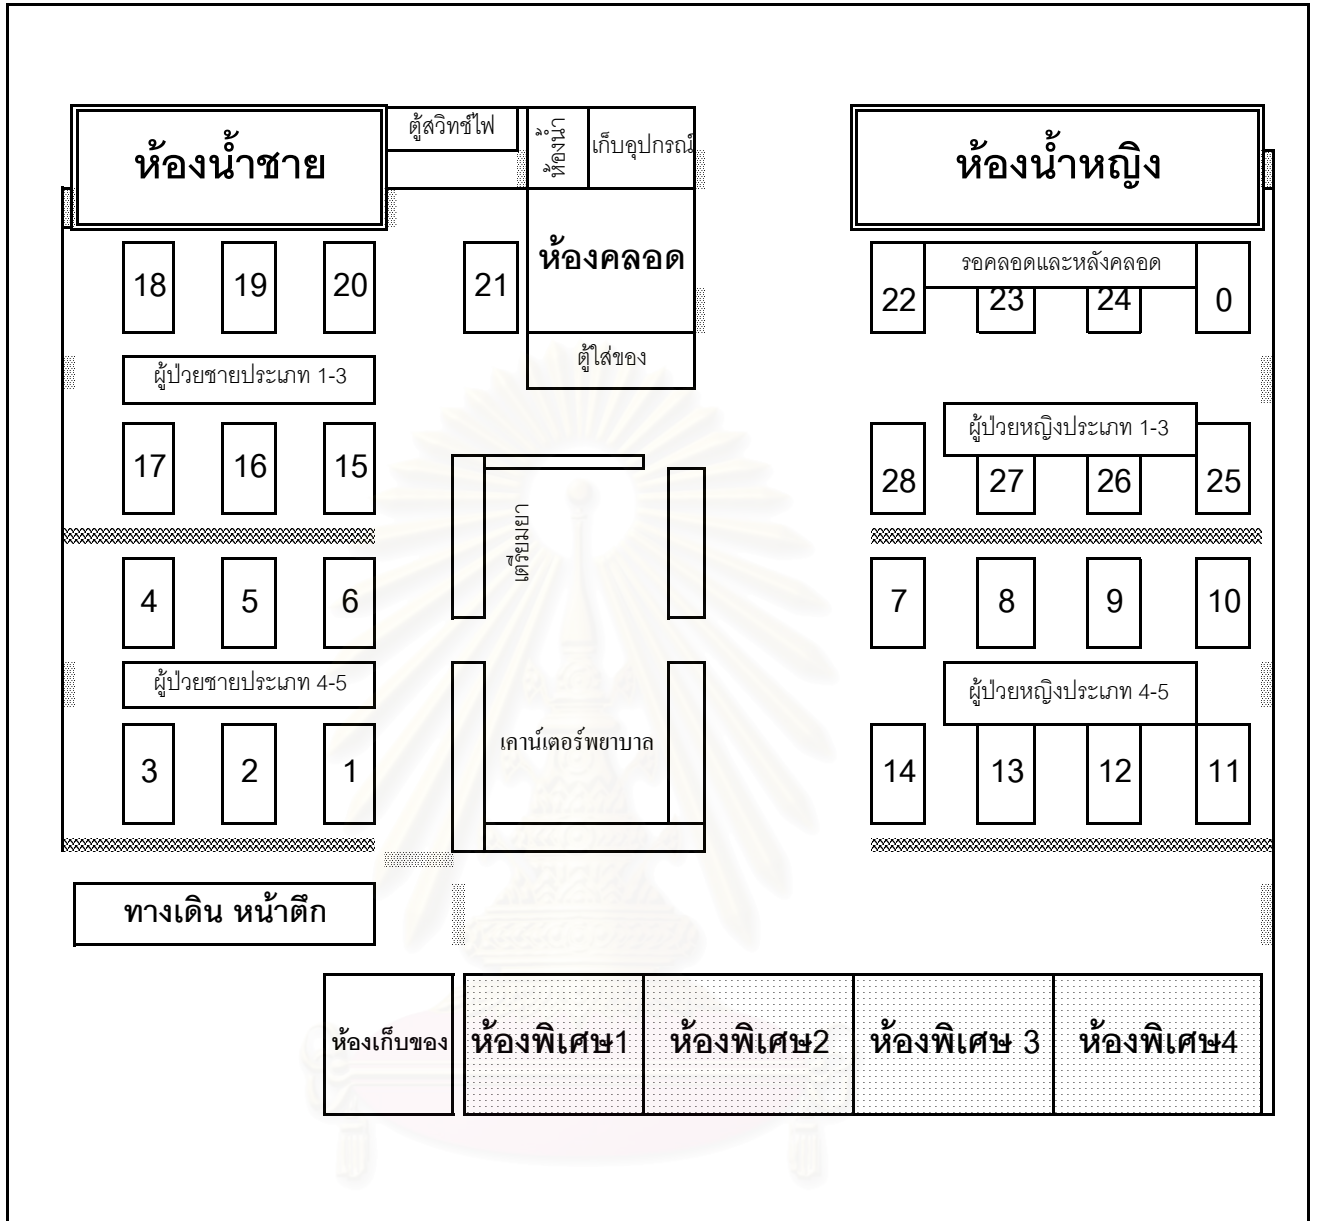 ห้องน้ำชาย
ตู้สวิทช์ไฟ
ห้องน้ำ
เก็บอุปกรณ์
ห้องน้ำหญิง
18 19 20 21
ห้องคลอด
รอคลอดและหลังคลอด
22 23 24 0
ตู้ใส่ของ
ผู้ป่วยชายประเภท 1-3
ผู้ป่วยหญิงประเภท 1-3
17 16 15
28 27 26 25
เตรียมยา
4 5 6
7 8 9 10
ผู้ป่วยชายประเภท 4-5
ผู้ป่วยหญิงประเภท 4-5
เคาน์เตอร์พยาบาล
3 2 1
14 13 12 11
ทางเดิน หน้าตึก
ห้องเก็บของ
ห้องพิเศษ1
ห้องพิเศษ2
ห้องพิเศษ 3
ห้องพิเศษ4